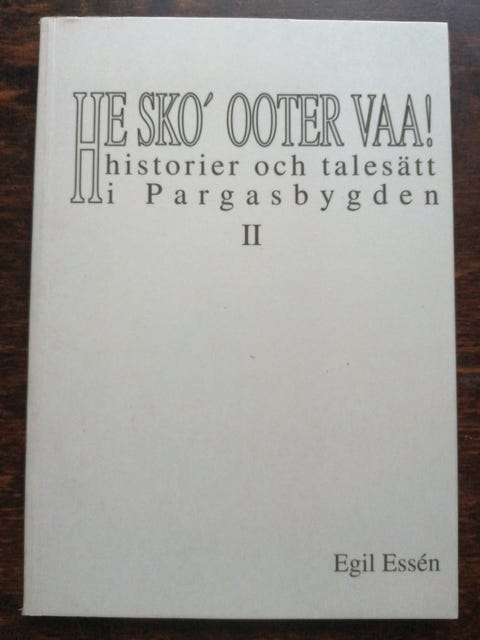 HE SKO´ OOTER VAA!
historier och talesätt
i Pargasbygden
II
Egil Essén